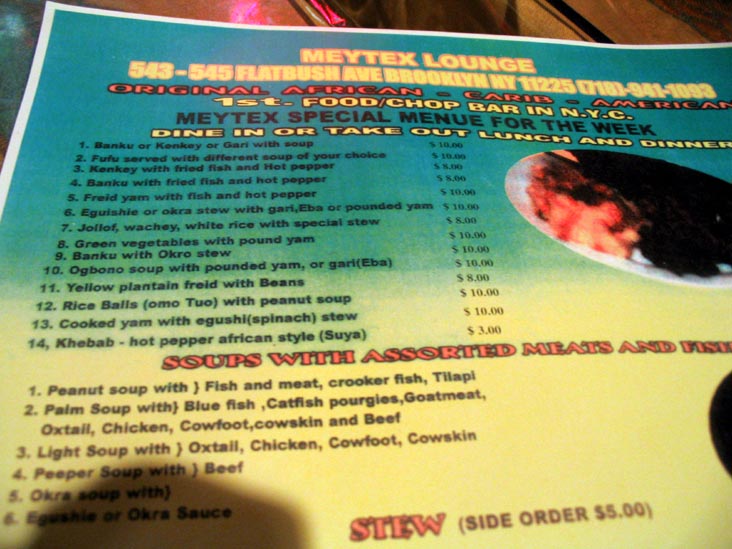 MEYTEX LOUNGE
543 - 545 FLATBUSH AVE BROOKLYN NY 11225 (718)-941-1093
ORIGINAL AFRICAN - CARIB - AMERICAN
1st. FOOD/CHOP BAR IN N.Y.C.
MEYTEX SPECIAL MENUE FOR THE WEEK
DINE IN OR TAKE OUT LUNCH AND DINNER
1. Banku or Kenkey or Gari with soup $ 10.00
2. Fufu served with different soup of your choice $ 10.00
3. Kenkey with fried fish and Hot pepper $ 8.00
4. Banku with fried fish and hot pepper $ 8.00
5. Freid yam with fish and hot pepper $ 10.00
6. Eguishie or okra stew with gari,Eba or pounded yam $ 10.00
7. Jollof, wachey, white rice with special stew $ 8.00
8. Green vegetables with pound yam $ 10.00
9. Banku with Okro stew $ 10.00
10. Ogbono soup with pounded yam, or gari(Eba) $ 10.00
11. Yellow plantain freid with Beans $ 8.00
12. Rice Balls (omo Tuo) with peanut soup $ 10.00
13. Cooked yam with egushi(spinach) stew $ 10.00
14, Khebab - hot pepper african style (Suya) $ 3.00
SOUPS WITH ASSORTED MEATS AND FISH
1. Peanut soup with } Fish and meat, crooker fish, Tilapi
2. Palm Soup with} Blue fish ,Catfish pourgies,Goatmeat,
Oxtail, Chicken, Cowfoot,cowskin and Beef
3. Light Soup with } Oxtail, Chicken, Cowfoot, Cowskin
4. Peeper Soup with } Beef
5. Okra soup with}
6. Egushie or Okra Sauce
STEW (SIDE ORDER $5.00)